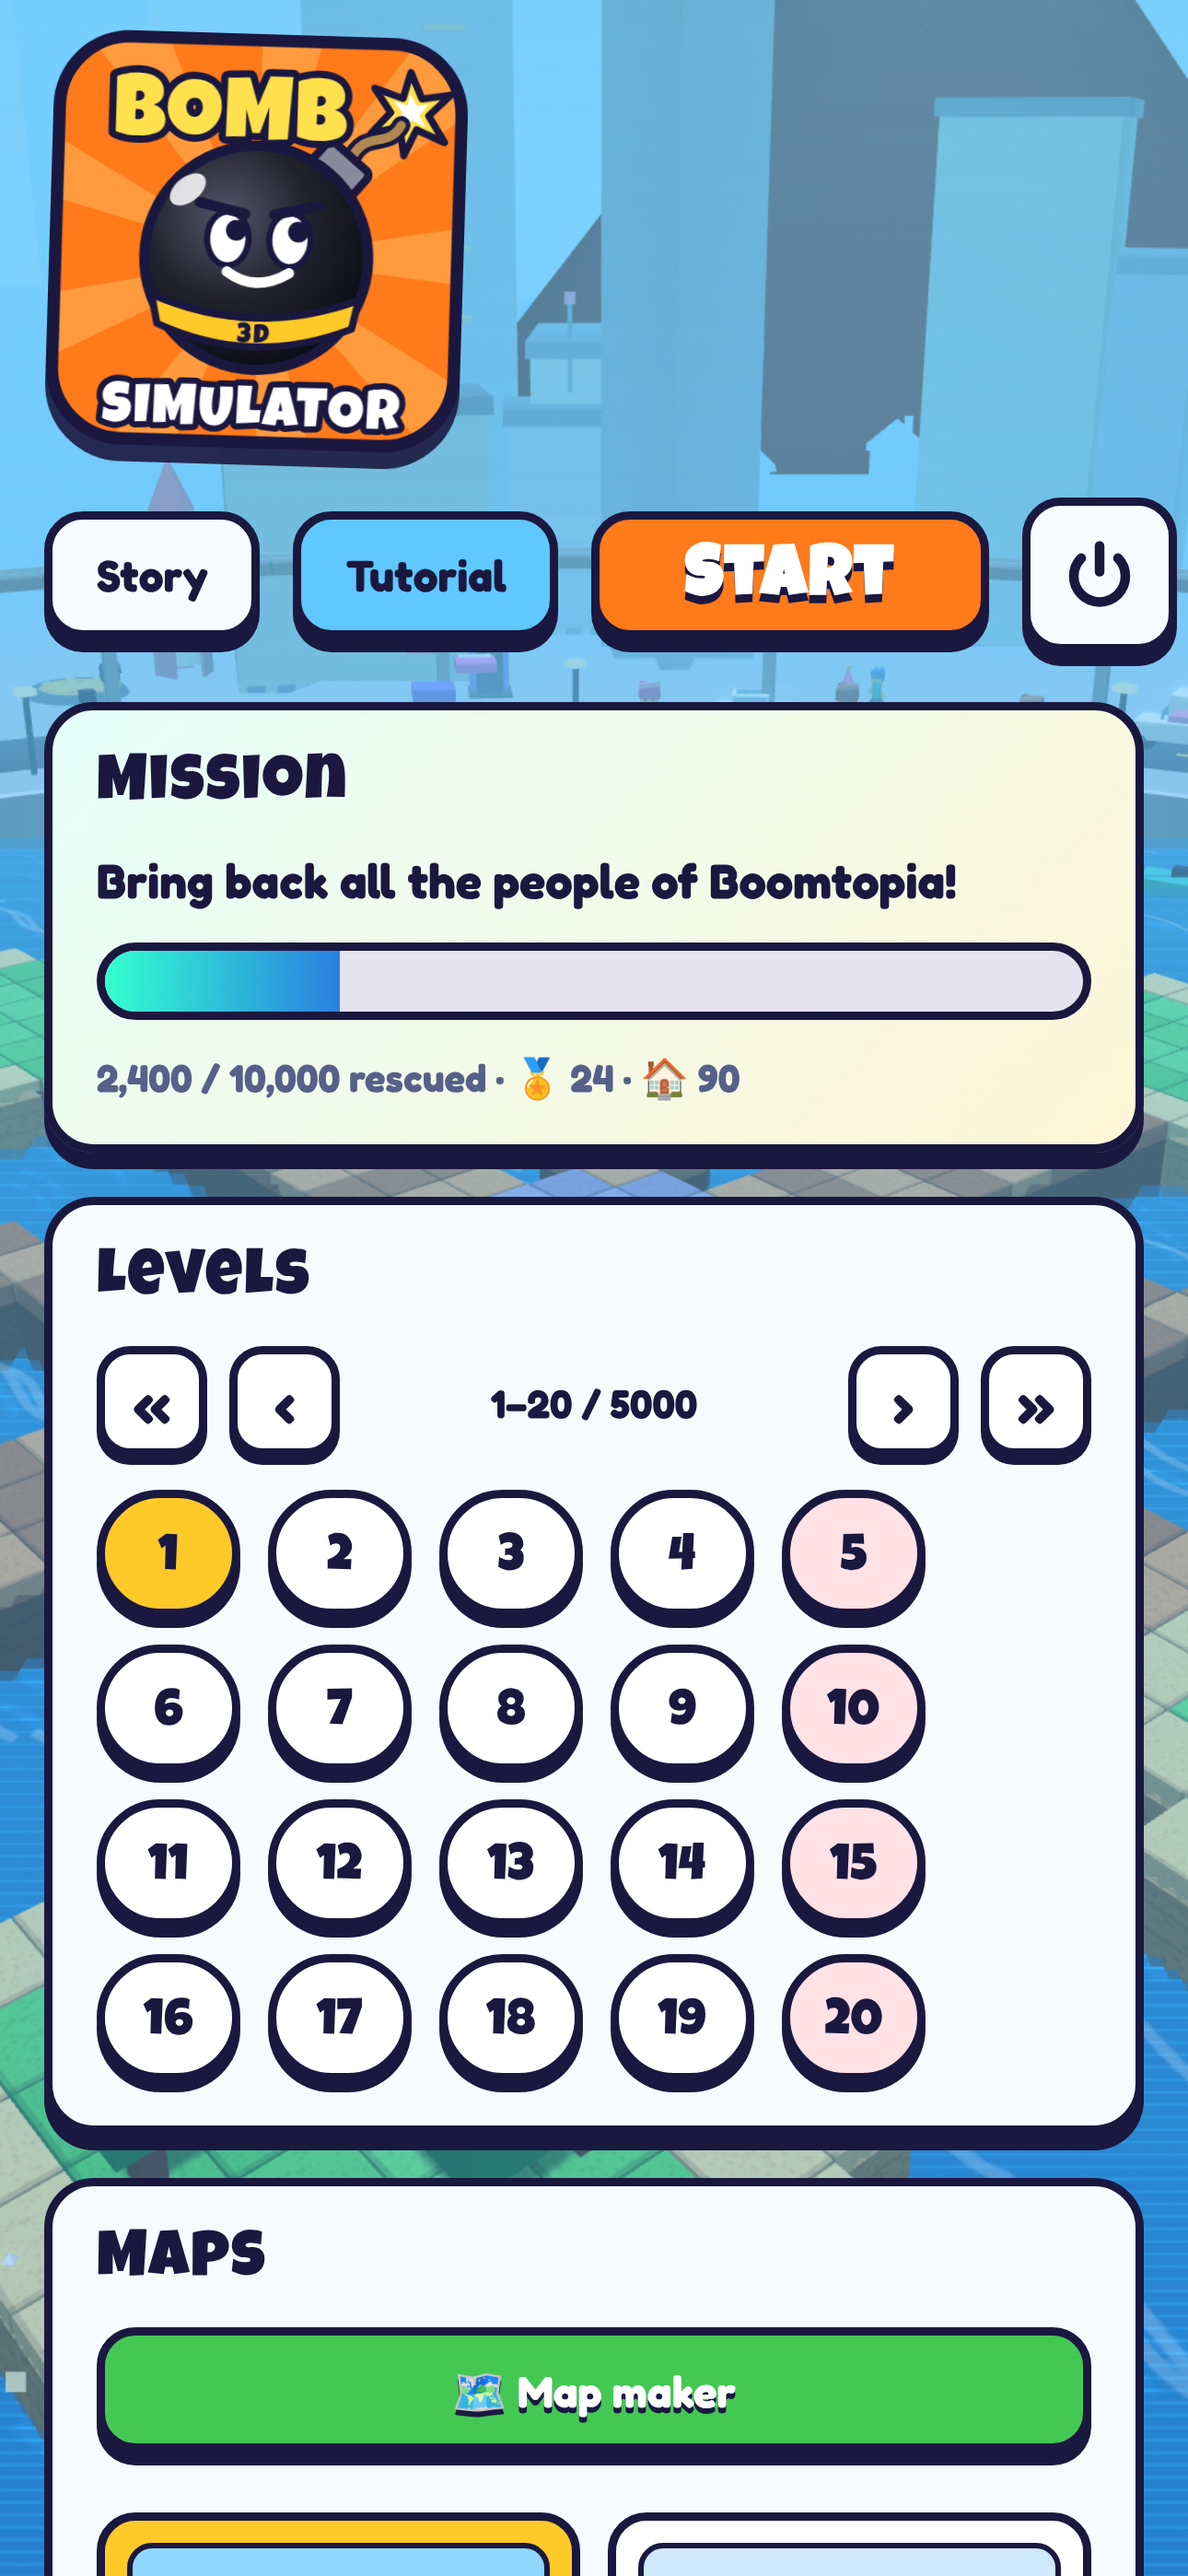 BOMB
3D
SIMULATOR
Story
Tutorial
START
Mission
Bring back all the people of Boomtopia!
2,400 / 10,000 rescued · 🏅 24 · 🏠 90
Levels
« ‹ 1–20 / 5000 › »
1 2 3 4 5
6 7 8 9 10
11 12 13 14 15
16 17 18 19 20
Maps
🗺️ Map maker